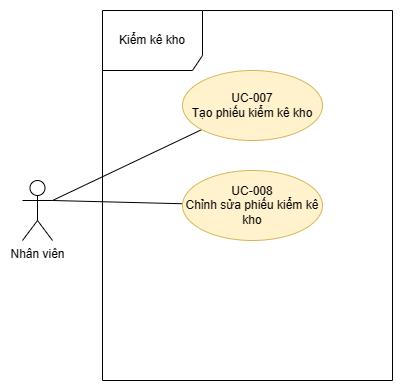 Kiểm kê kho
UC-007
Tạo phiếu kiểm kê kho
UC-008
Chỉnh sửa phiếu kiểm kê
kho
Nhân viên